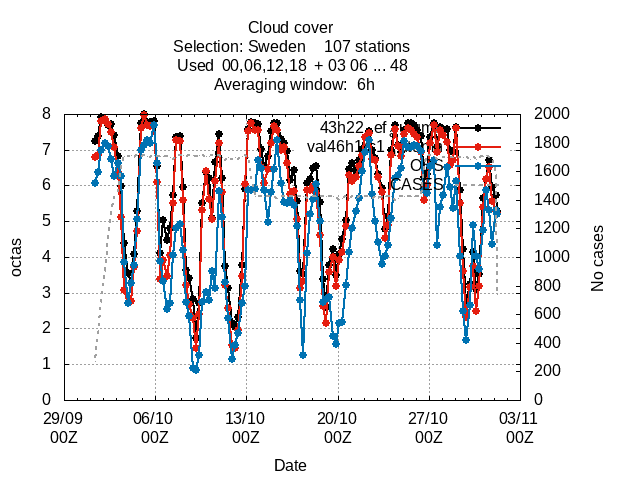 Cloud cover
Selection: Sweden 107 stations
Used 00,06,12,18 + 03 06 ... 48
Averaging window: 6h
8 2000
7 1800
6 1600
5 1400
4 1200
3 1000
2 800
1 600
0 400
200
0
octas
No cases
43h22_ef
OBS
CASES
29/09 06/10 13/10 20/10 27/10 03/11
00Z 00Z 00Z 00Z 00Z 00Z
Date